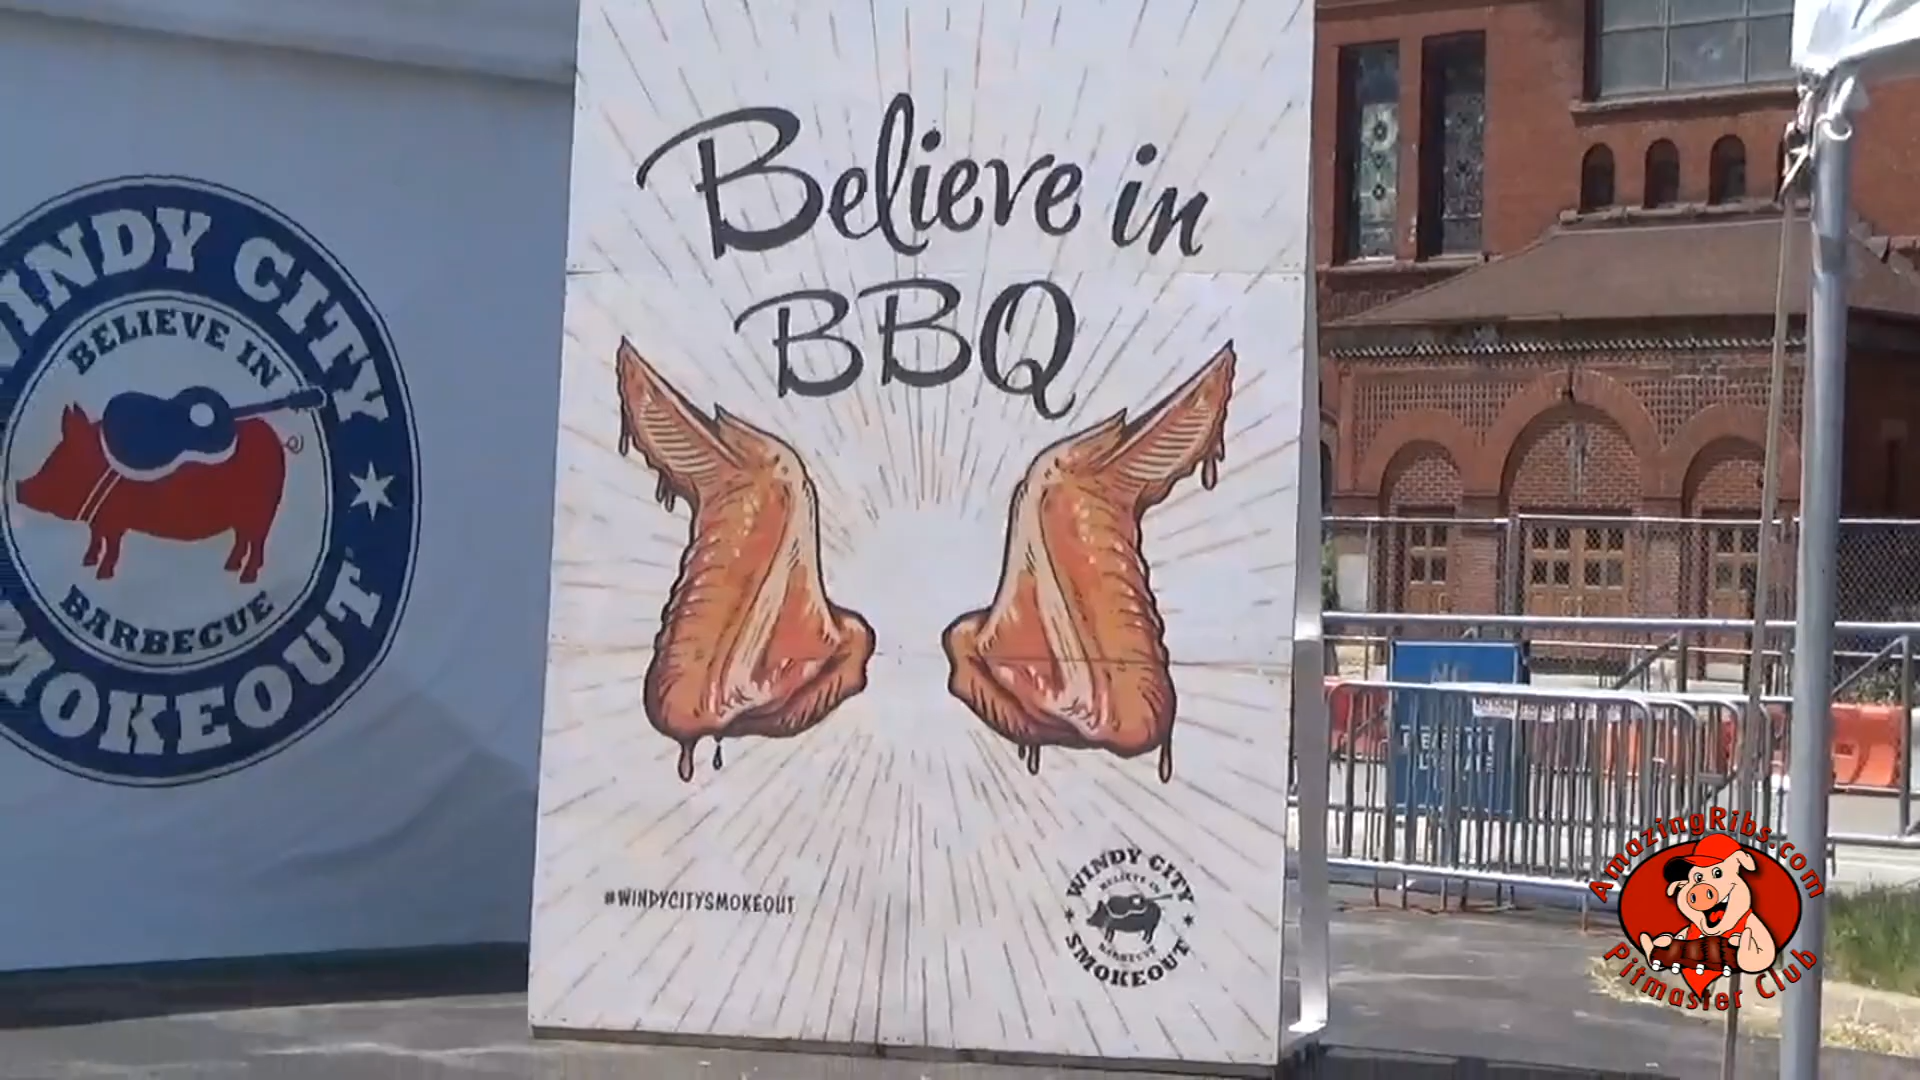 WINDY CITY
BELIEVE IN
BARBECUE
SMOKEOUT
Believe in
BBQ
#WINDYCITYSMOKEOUT
WINDY CITY
BELIEVE IN
BARBECUE
SMOKEOUT
AmazingRibs.com
Pitmaster Club